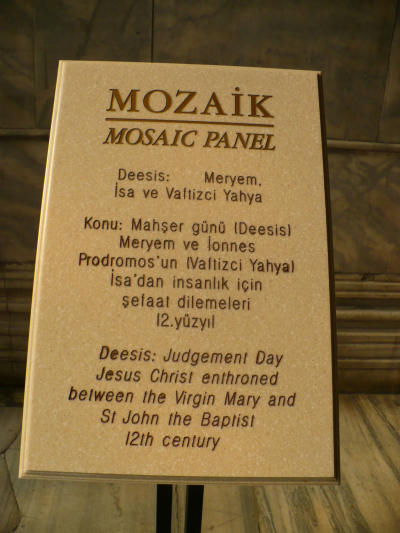 MOZAİK
MOSAIC PANEL
Deesis: Meryem,
İsa ve Vaftizci Yahya
Konu: Mahşer günü (Deesis)
Meryem ve İonnes
Prodromos'un (Vaftizci Yahya)
İsa'dan insanlık için
şefaat dilemeleri
12.yüzyıl
Deesis: Judgement Day
Jesus Christ enthroned
between the Virgin Mary and
St John the Baptist
12th century